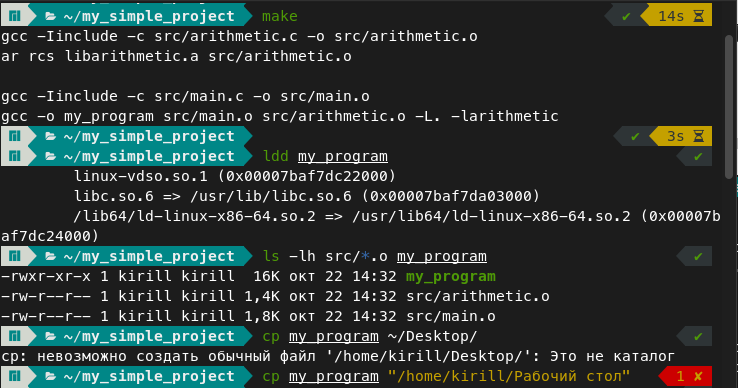 ~/my_simple_project make ✔ 14s
gcc -Iinclude -c src/arithmetic.c -o src/arithmetic.o
ar rcs libarithmetic.a src/arithmetic.o
gcc -Iinclude -c src/main.c -o src/main.o
gcc -o my_program src/main.o src/arithmetic.o -L. -larithmetic
~/my_simple_project ✔ 3s
~/my_simple_project ldd my_program ✔
linux-vdso.so.1 (0x00007baf7dc22000)
libc.so.6 => /usr/lib/libc.so.6 (0x00007baf7da03000)
/lib64/ld-linux-x86-64.so.2 => /usr/lib64/ld-linux-x86-64.so.2 (0x00007b
af7dc24000)
~/my_simple_project ls -lh src/*.o my_program ✔
-rwxr-xr-x 1 kirill kirill  16K окт 22 14:32 my_program
-rw-r--r-- 1 kirill kirill 1,4K окт 22 14:32 src/arithmetic.o
-rw-r--r-- 1 kirill kirill 1,8K окт 22 14:32 src/main.o
~/my_simple_project cp my_program ~/Desktop/ ✔
cp: невозможно создать обычный файл '/home/kirill/Desktop/': Это не каталог
~/my_simple_project cp my_program "/home/kirill/Рабочий стол" 1 ✘